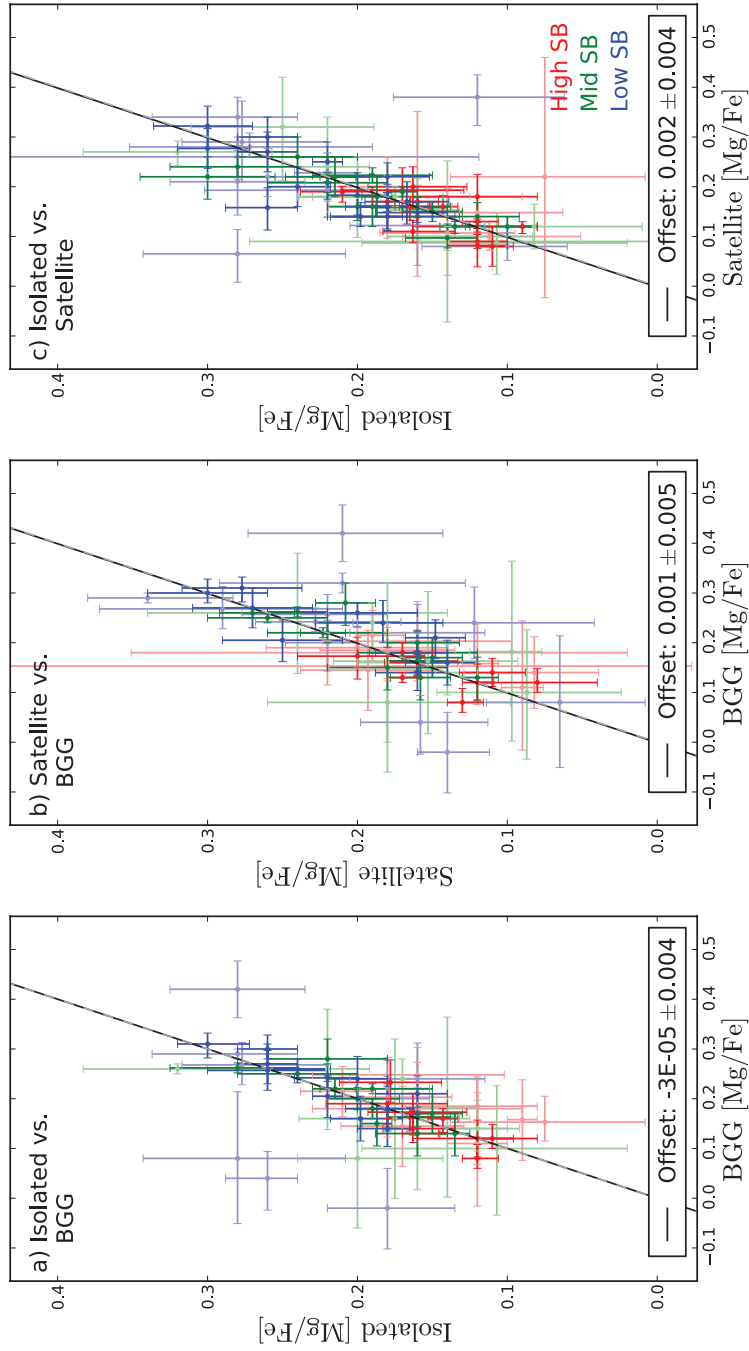 a) Isolated vs.
BGG
0.4
0.3
0.2
0.1
0.0
Isolated [Mg/Fe]
−0.1 0.0 0.1 0.2 0.3 0.4 0.5
BGG [Mg/Fe]
Offset: -3E-05 ± 0.004
b) Satellite vs.
BGG
0.4
0.3
0.2
0.1
0.0
Satellite [Mg/Fe]
−0.1 0.0 0.1 0.2 0.3 0.4 0.5
BGG [Mg/Fe]
Offset: 0.001 ± 0.005
c) Isolated vs.
Satellite
0.4
0.3
0.2
0.1
0.0
Isolated [Mg/Fe]
High SB
Mid SB
Low SB
−0.1 0.0 0.1 0.2 0.3 0.4 0.5
Satellite [Mg/Fe]
Offset: 0.002 ± 0.004